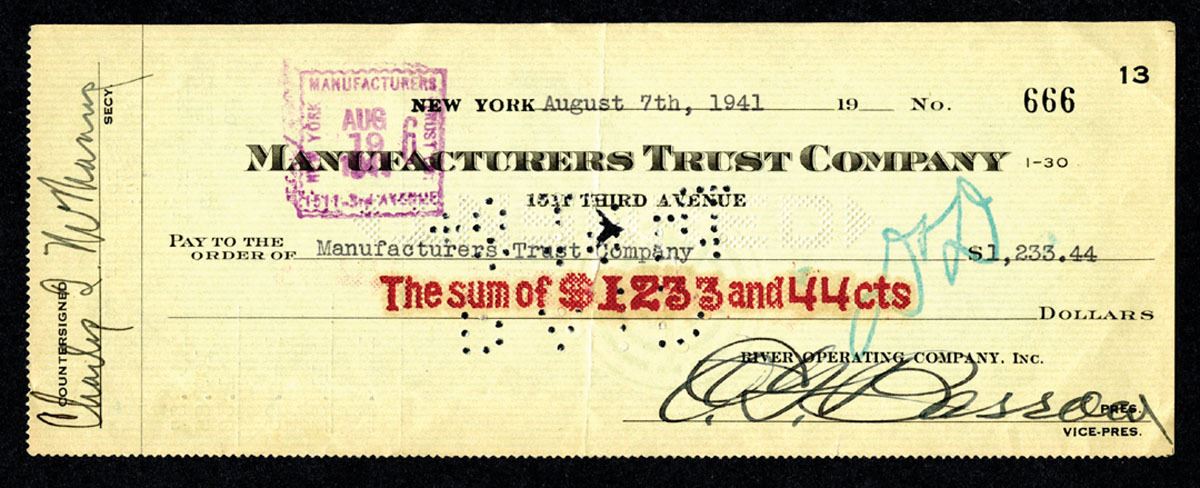 13
NEW YORK August 7th, 1941 19 No. 666
MANUFACTURERS TRUST COMPANY 1-30
1511 THIRD AVENUE
PAY TO THE
ORDER OF Manufacturers Trust Company $1,233.44
The sum of $1233 and 44cts
DOLLARS
RIVER OPERATING COMPANY, INC.
PRES.
VICE-PRES.
MANUFACTURERS
TRUST
NEW YORK
AUG
19
1941
1511-3rd AVENUE
COUNTERSIGNED
SECY